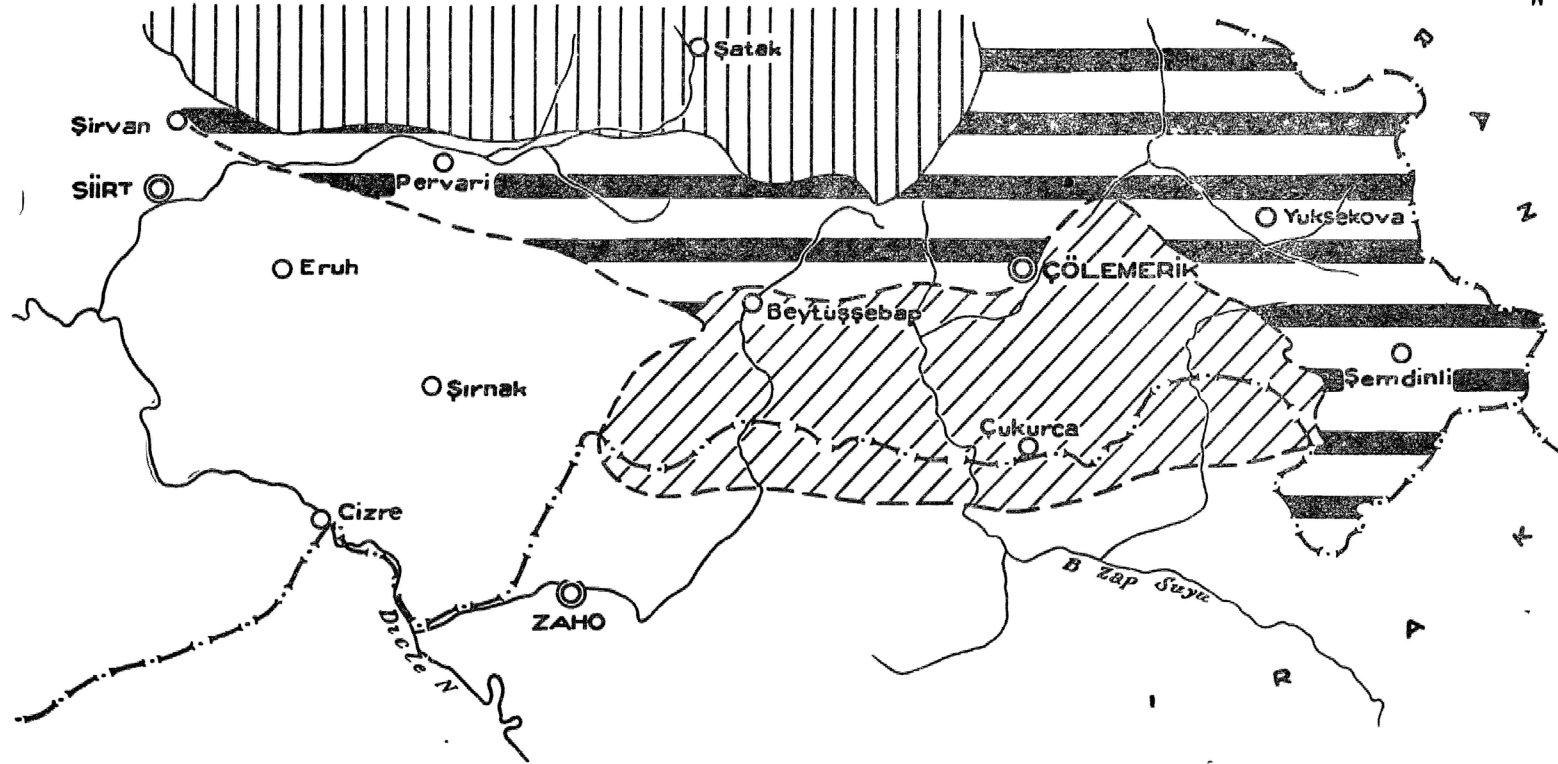 Şatak
Şirvan
SİİRT
Pervari
Yuksekova
Eruh
ÇÖLEMERİK
Beytüşşebap
Şırnak
Şemdinli
Çukurca
Cizre
B Zap Suyu
ZAHO
Dicle N
I R A K
A N